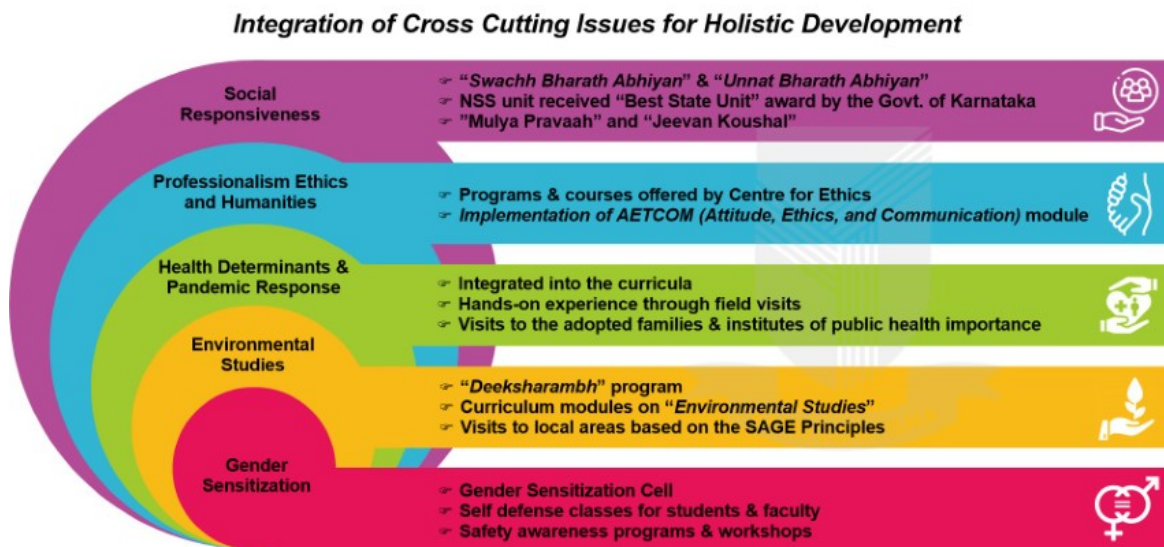 Integration of Cross Cutting Issues for Holistic Development
Social
Responsiveness
☞ “Swachh Bharath Abhiyan” & “Unnat Bharath Abhiyan”
☞ NSS unit received “Best State Unit” award by the Govt. of Karnataka
☞ ”Mulya Pravaah” and “Jeevan Koushal”
Professionalism Ethics
and Humanities
☞ Programs & courses offered by Centre for Ethics
☞ Implementation of AETCOM (Attitude, Ethics, and Communication) module
Health Determinants &
Pandemic Response
☞ Integrated into the curricula
☞ Hands-on experience through field visits
☞ Visits to the adopted families & institutes of public health importance
Environmental
Studies
☞ “Deeksharambh” program
☞ Curriculum modules on “Environmental Studies”
☞ Visits to local areas based on the SAGE Principles
Gender
Sensitization
☞ Gender Sensitization Cell
☞ Self defense classes for students & faculty
☞ Safety awareness programs & workshops